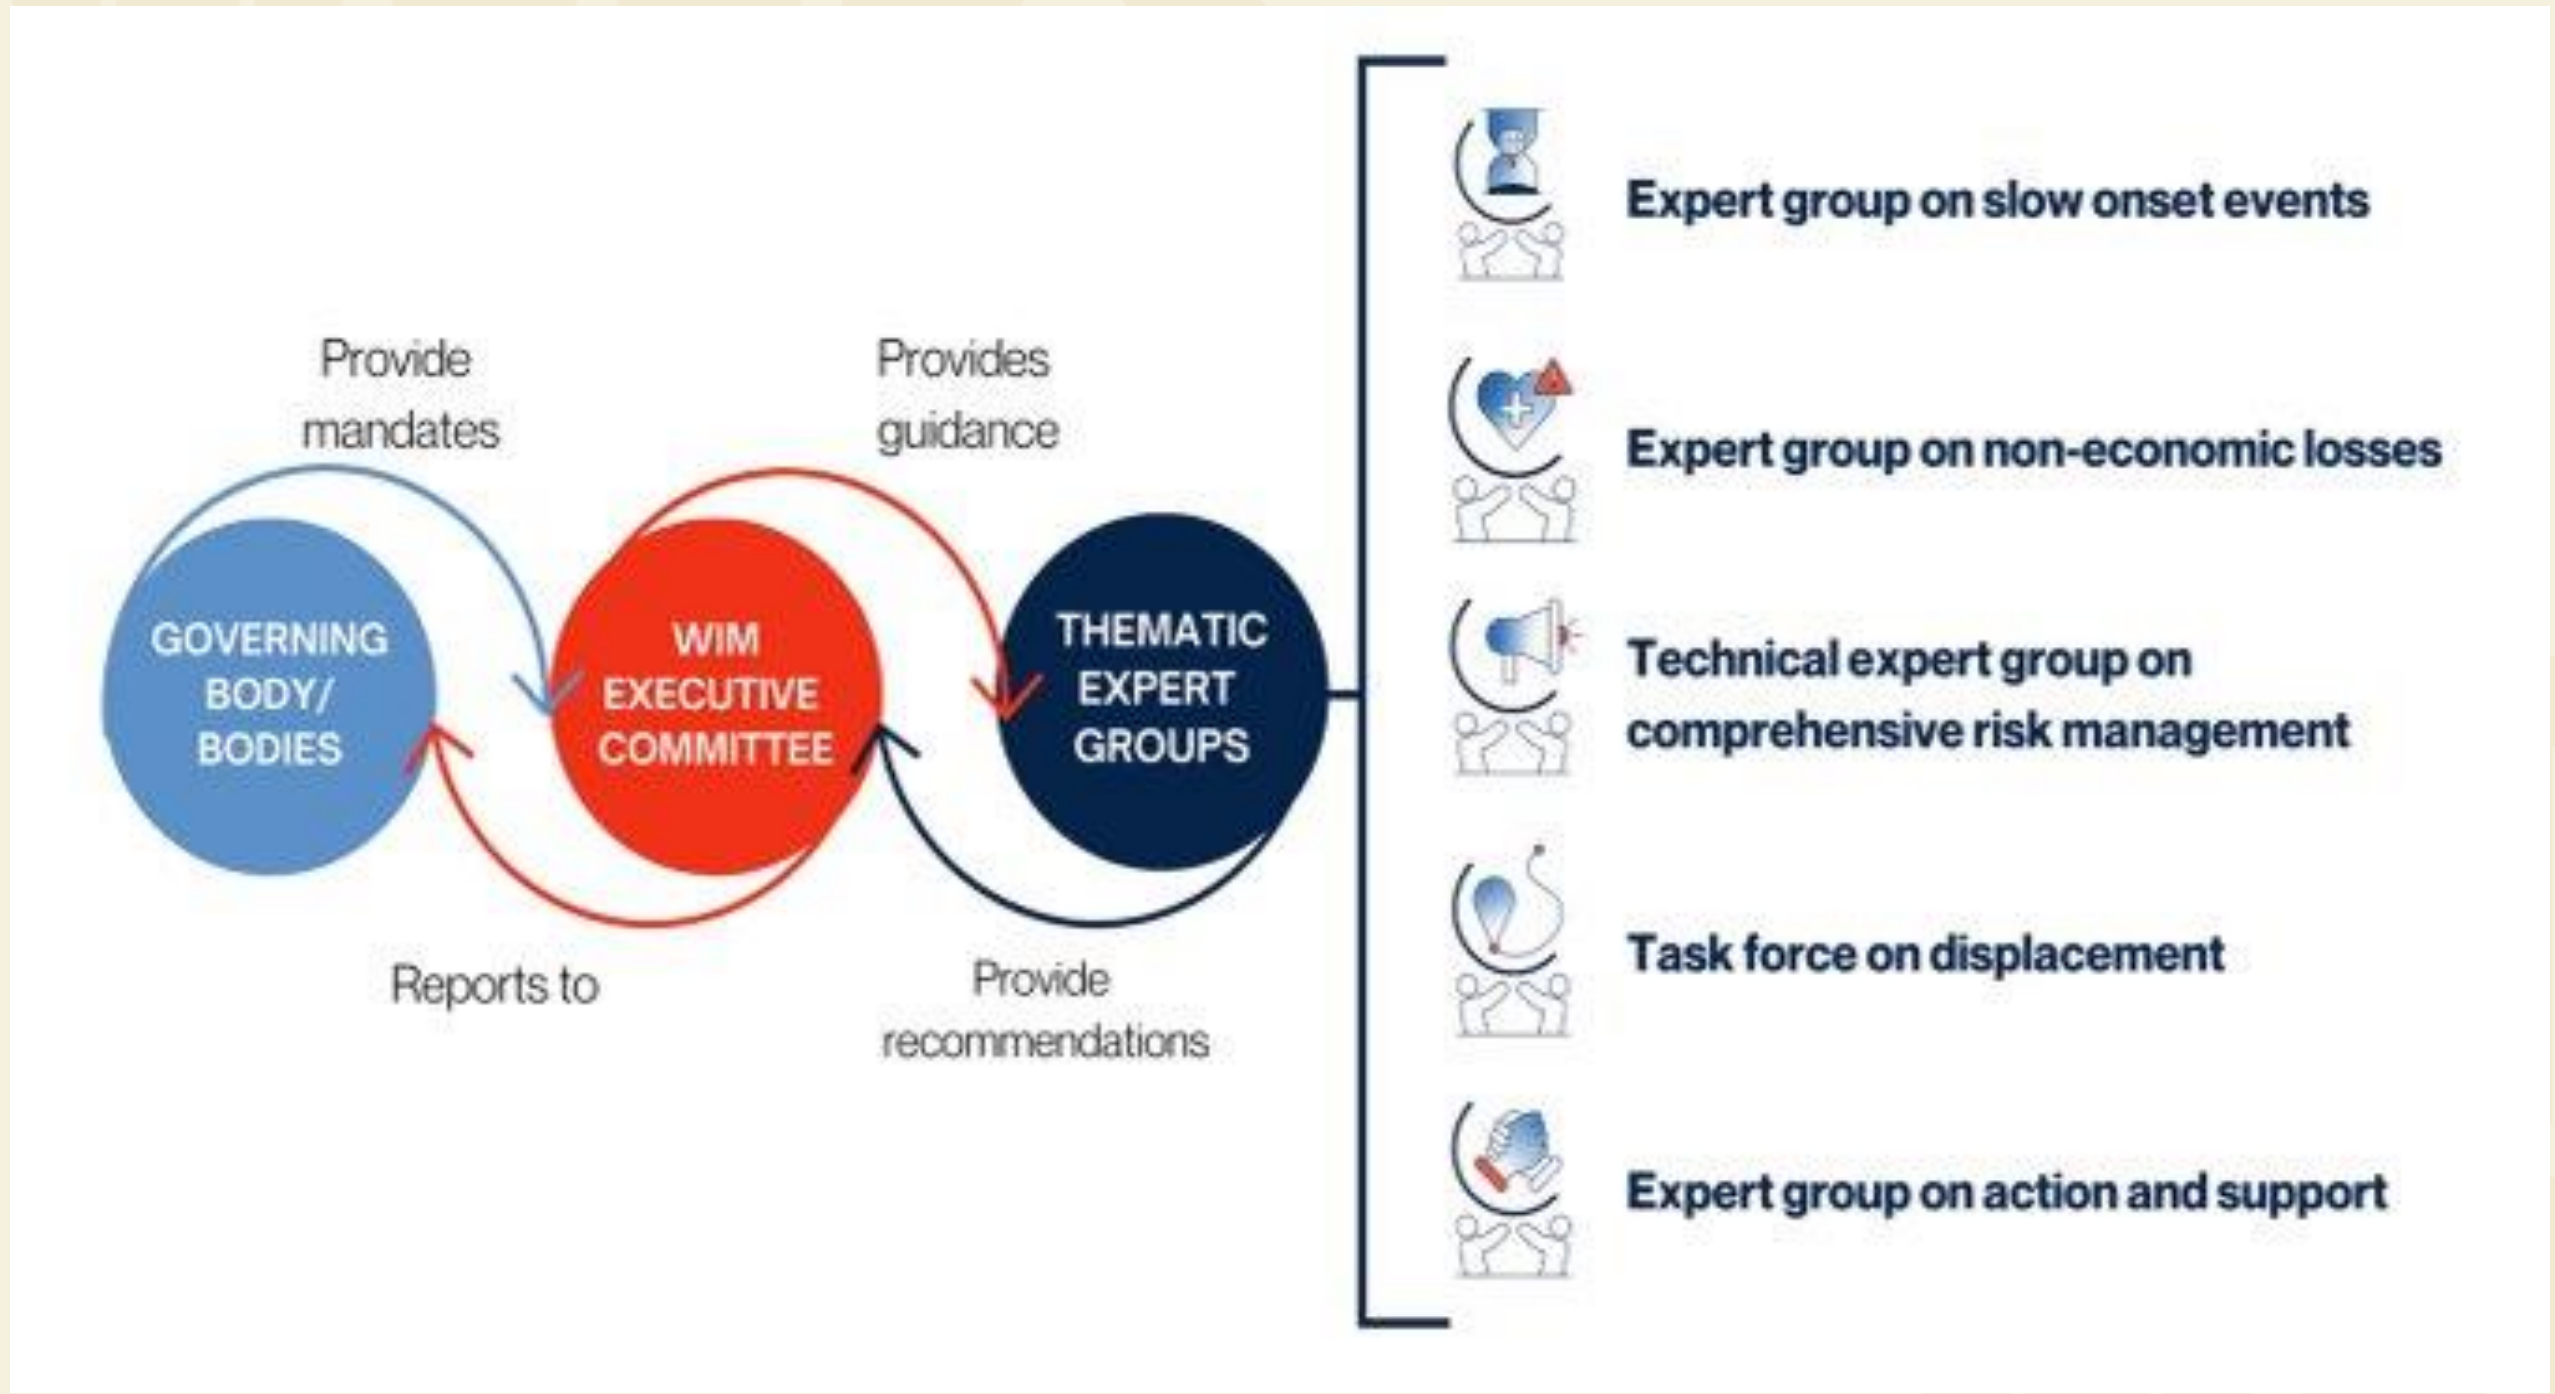 Provide
mandates
Provides
guidance
GOVERNING
BODY/
BODIES
WIM
EXECUTIVE
COMMITTEE
THEMATIC
EXPERT
GROUPS
Reports to
Provide
recommendations
Expert group on slow onset events
Expert group on non-economic losses
Technical expert group on
comprehensive risk management
Task force on displacement
Expert group on action and support